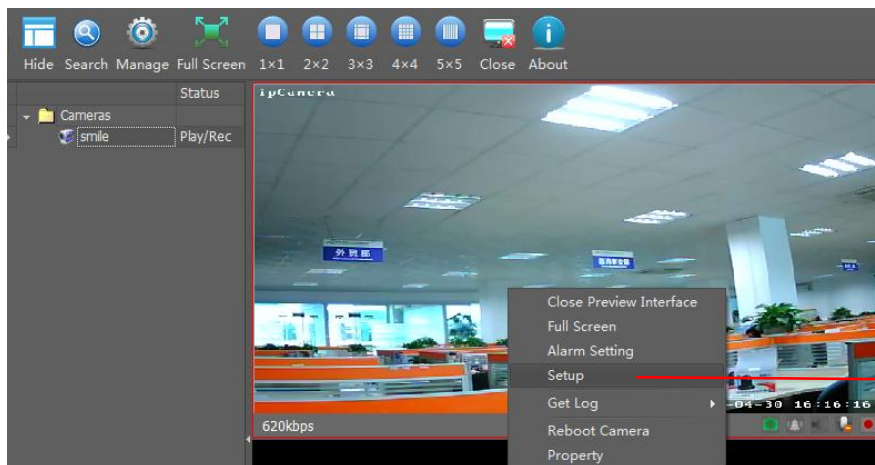 Hide Search Manage Full Screen 1×1 2×2 3×3 4×4 5×5 Close About
Status
Cameras
smile Play/Rec
ipCamera
外贸部
Close Preview Interface
Full Screen
Alarm Setting
Setup
Get Log
-04-30 16:16:16
620kbps
Reboot Camera
Property